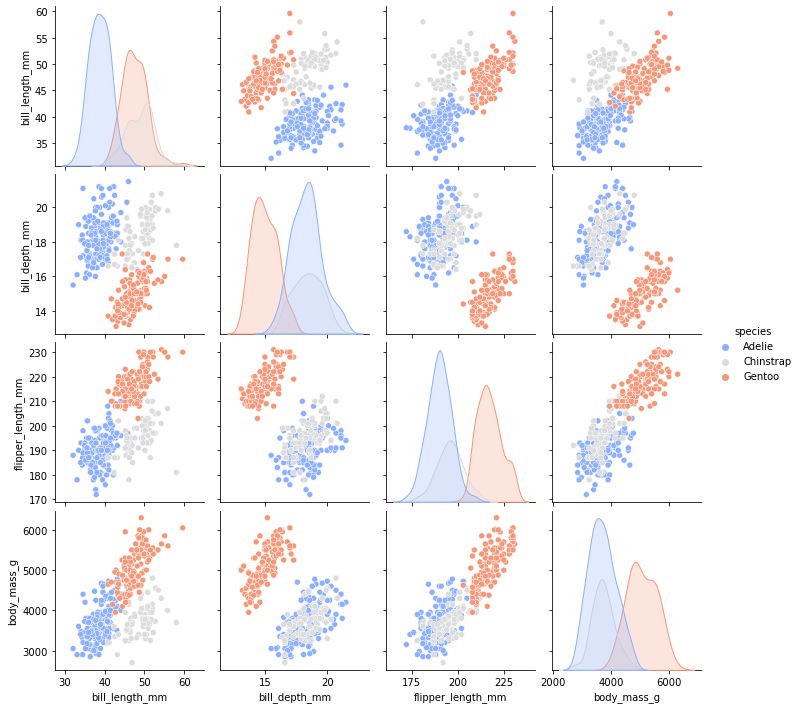 60
55
50
45
40
35
bill_length_mm
20
18
16
14
bill_depth_mm
species
Adelie
Chinstrap
Gentoo
230
220
210
200
190
180
170
flipper_length_mm
6000
5000
4000
3000
body_mass_g
30 40 50 60
15 20
175 200 225
2000 4000 6000
bill_length_mm
bill_depth_mm
flipper_length_mm
body_mass_g